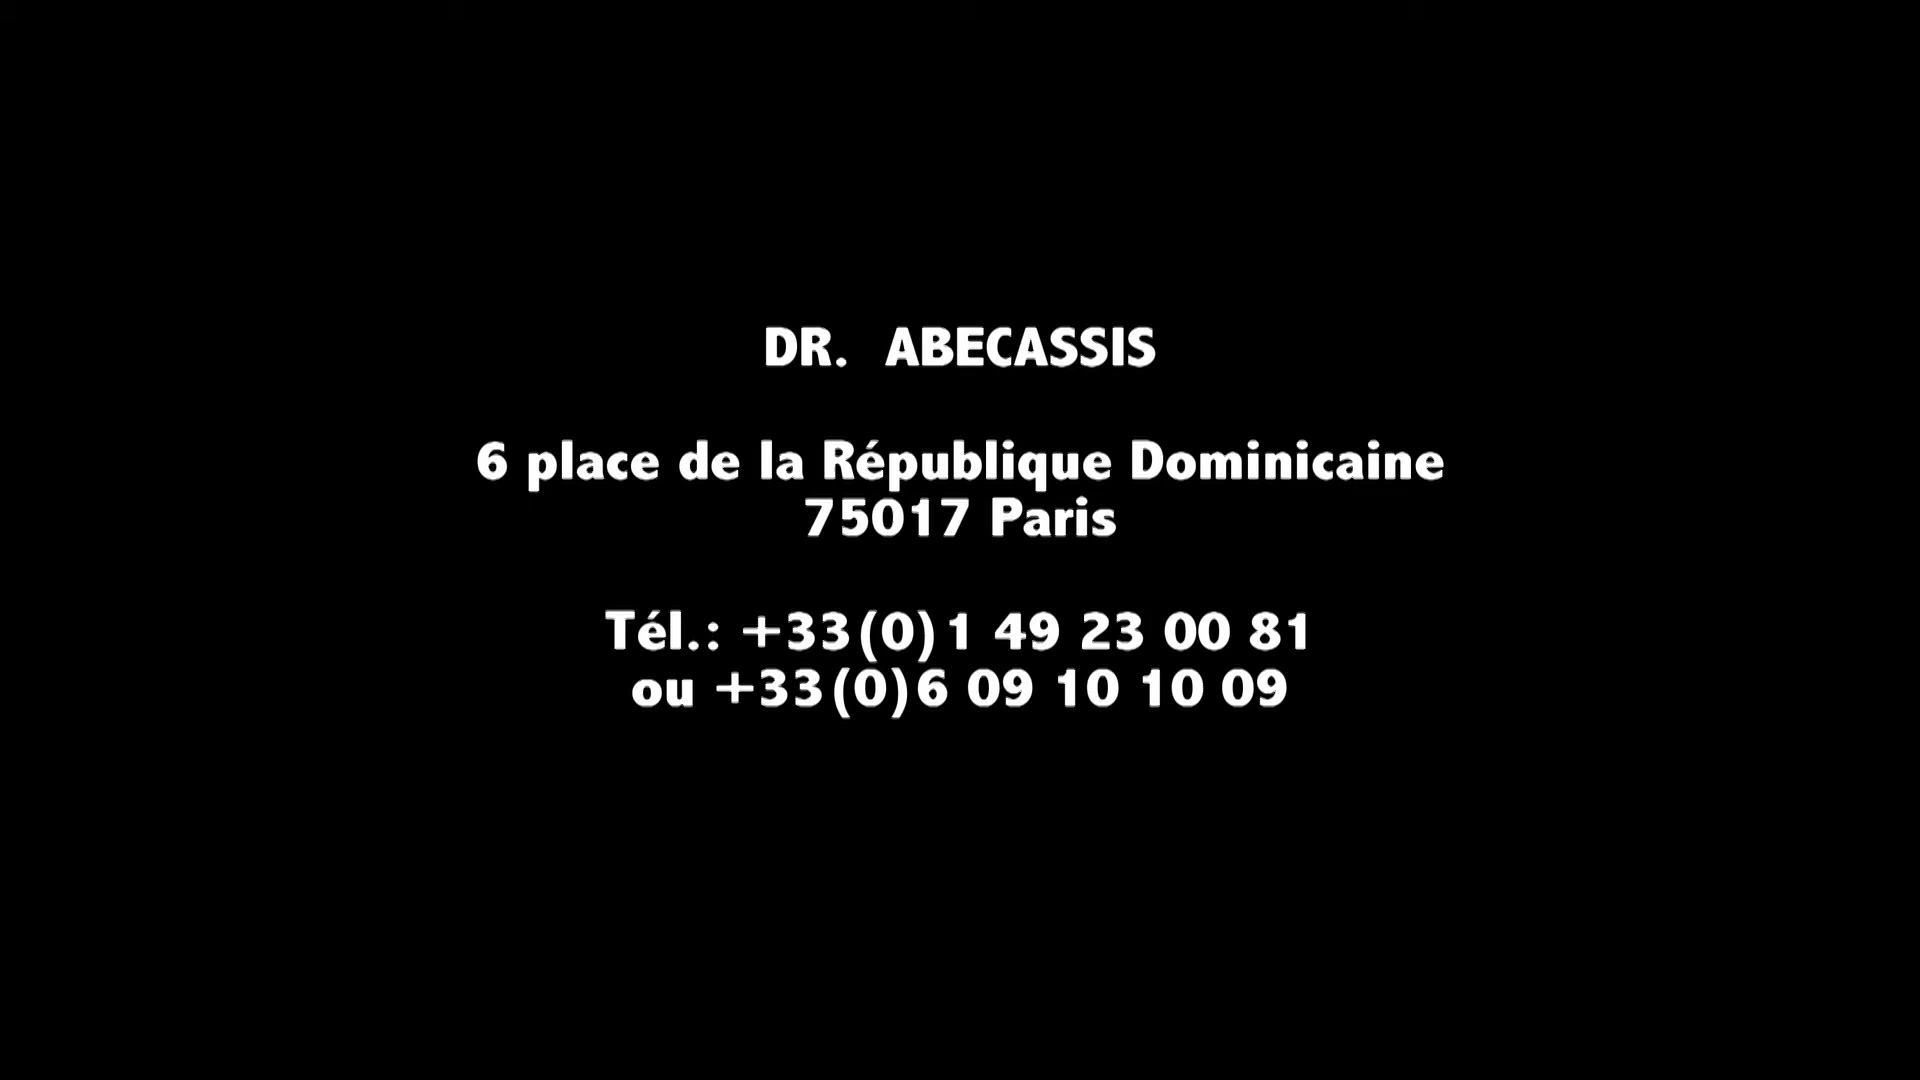 DR. ABECASSIS
6 place de la République Dominicaine
75017 Paris
Tél.: +33(0)1 49 23 00 81
ou +33(0)6 09 10 10 09